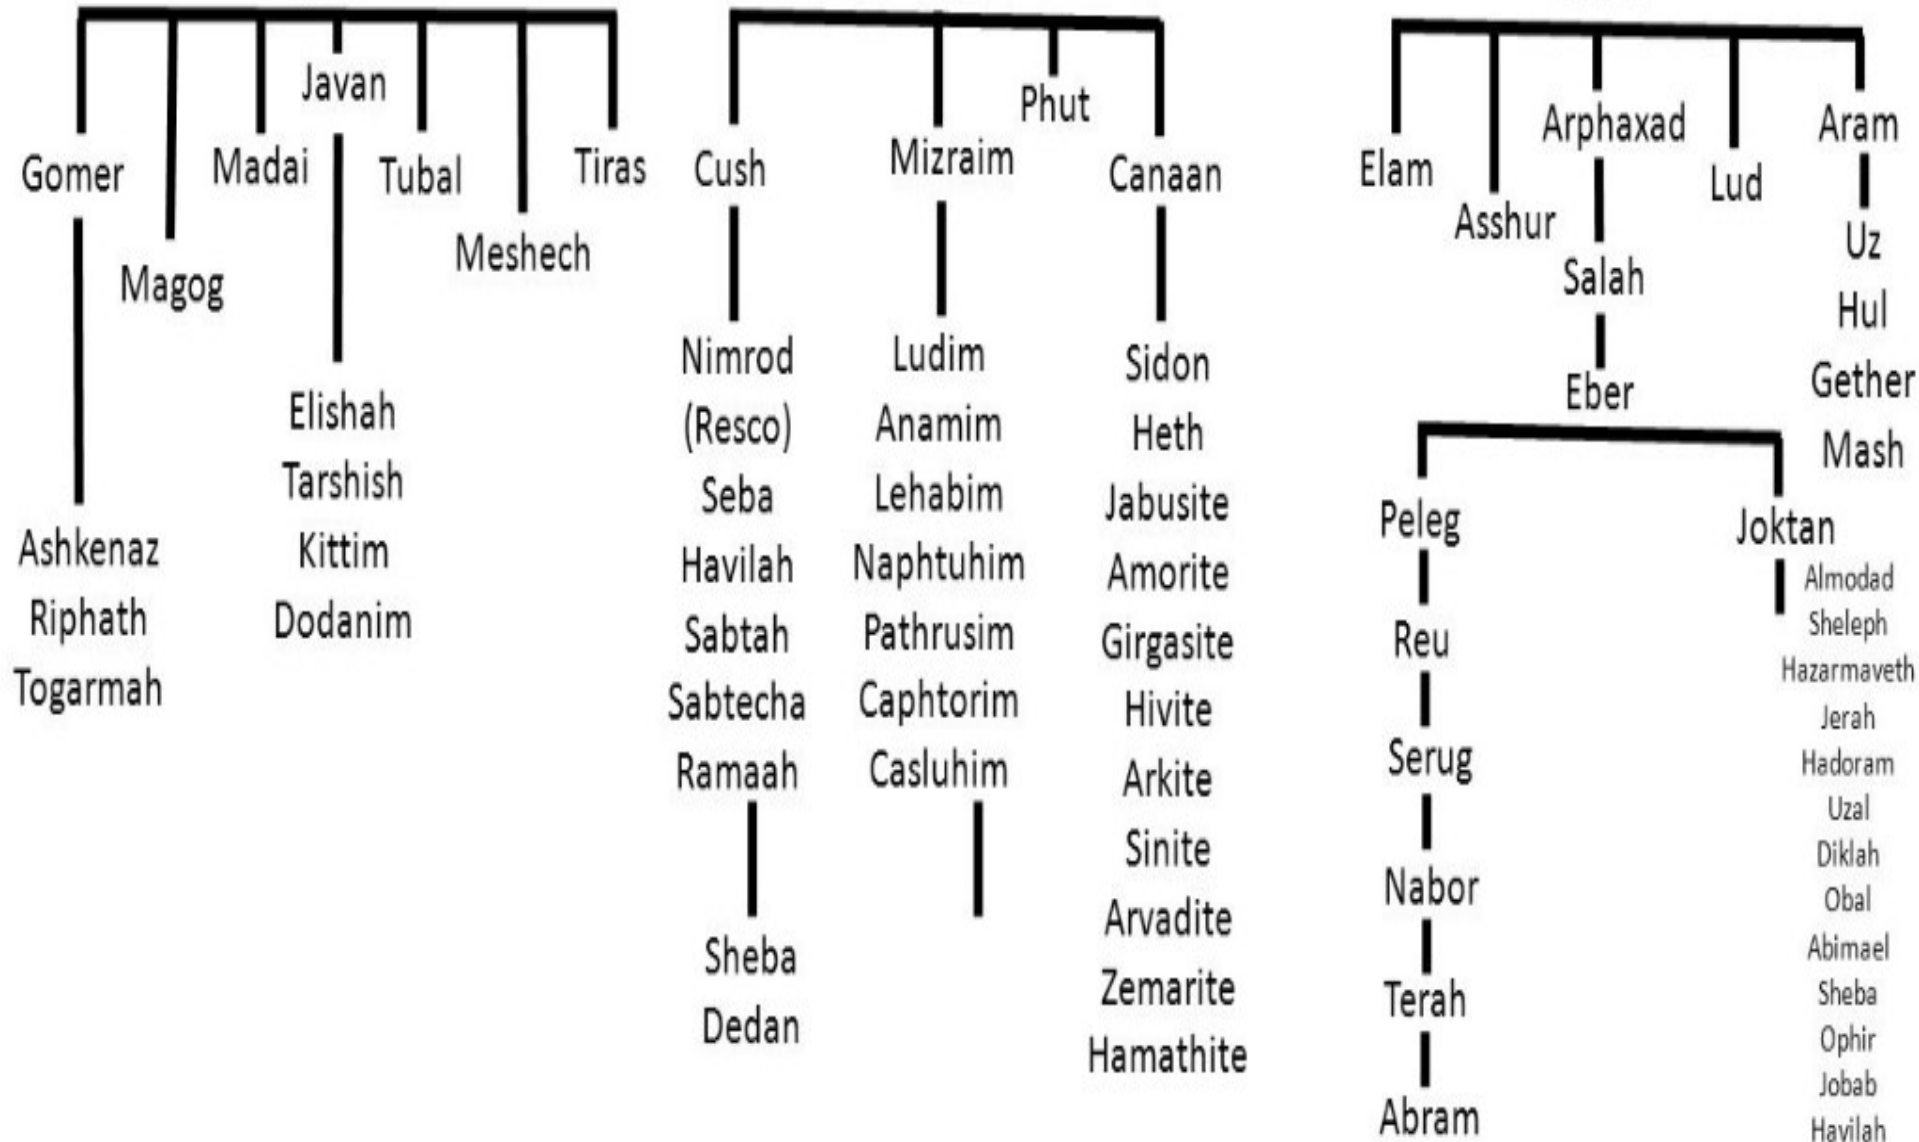 Gomer
Magog
Madai
Javan
Tubal
Meshech
Tiras
Ashkenaz
Riphath
Togarmah
Elishah
Tarshish
Kittim
Dodanim
Cush
Mizraim
Phut
Canaan
Nimrod
(Resco)
Seba
Havilah
Sabtah
Sabtecha
Ramaah
Sheba
Dedan
Ludim
Anamim
Lehabim
Naphtuhim
Pathrusim
Caphtorim
Casluhim
Sidon
Heth
Jabusite
Amorite
Girgasite
Hivite
Arkite
Sinite
Arvadite
Zemarite
Hamathite
Elam
Asshur
Arphaxad
Lud
Aram
Salah
Eber
Uz
Hul
Gether
Mash
Peleg
Reu
Serug
Nabor
Terah
Abram
Joktan
Almodad
Sheleph
Hazarmaveth
Jerah
Hadoram
Uzal
Diklah
Obal
Abimael
Sheba
Ophir
Jobab
Havilah